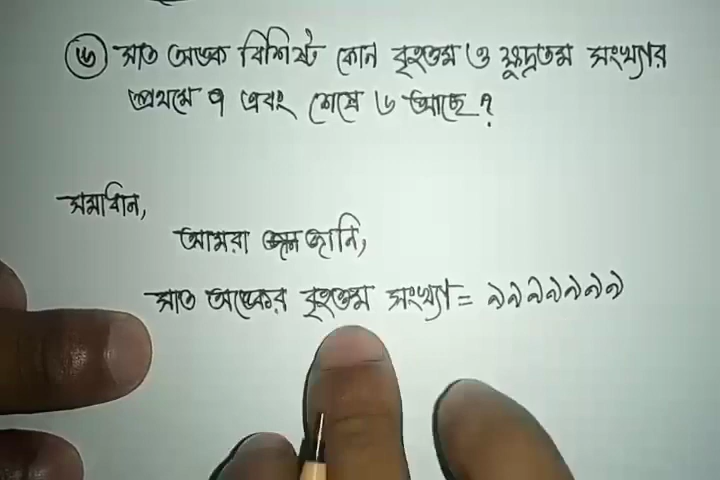 ৬ সাত অঙ্ক বিশিষ্ট কোন বৃহত্তম ও ক্ষুদ্রতম সংখ্যার
প্রথমে ৭ এবং শেষে ৬ আছে?
সমাধান,
আমরা জানি,
সাত অঙ্কের বৃহত্তম সংখ্যা = ৯৯৯৯৯৯৯